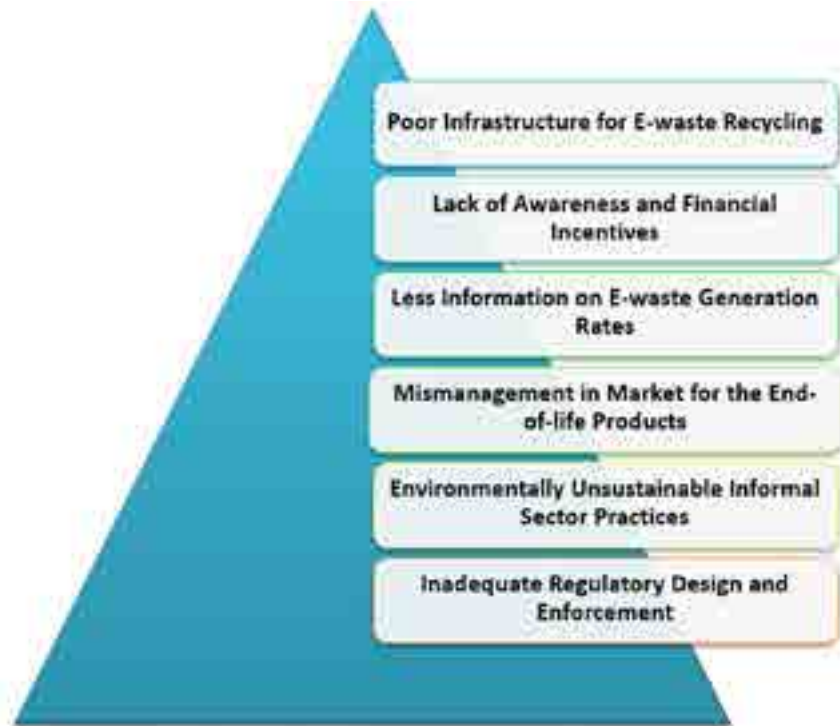 Poor Infrastructure for E-waste Recycling
Lack of Awareness and Financial
Incentives
Less Information on E-waste Generation
Rates
Mismanagement in Market for the End-
of-life Products
Environmentally Unsustainable Informal
Sector Practices
Inadequate Regulatory Design and
Enforcement